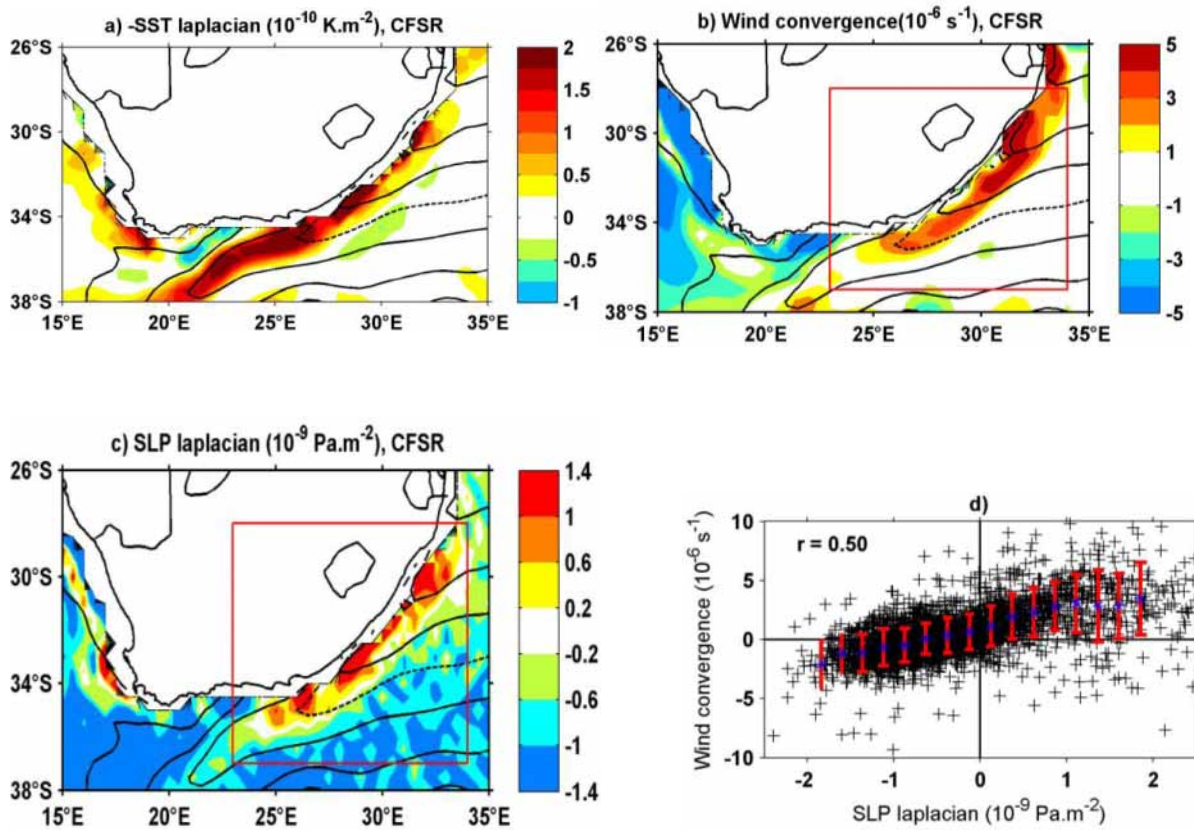 a) -SST laplacian (10⁻¹⁰ K.m⁻²), CFSR
26°S
30°S
34°S
38°S
15°E 20°E 25°E 30°E 35°E
2
1
0.5
0
-0.5
-1
b) Wind convergence(10⁻⁶ s⁻¹), CFSR
26°S
30°S
34°S
38°S
15°E 20°E 25°E 30°E 35°E
5
3
1
-1
-3
-5
c) SLP laplacian (10⁻⁹ Pa.m⁻²), CFSR
26°S
30°S
34°S
38°S
15°E 20°E 25°E 30°E 35°E
1.4
1
0.6
0.2
-0.2
-0.6
-1
-1.4
d)
r = 0.50
Wind convergence (10⁻⁶ s⁻¹)
10
5
0
-5
-10
-2 -1 0 1 2
SLP laplacian (10⁻⁹ Pa.m⁻²)